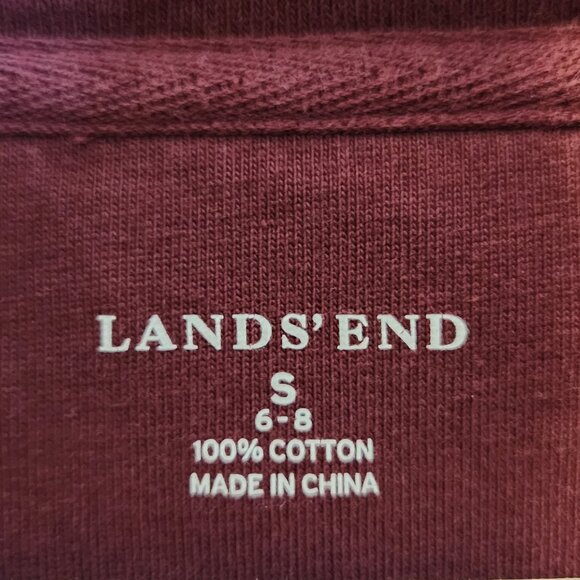 LANDS' END
S
6-8
100% COTTON
MADE IN CHINA